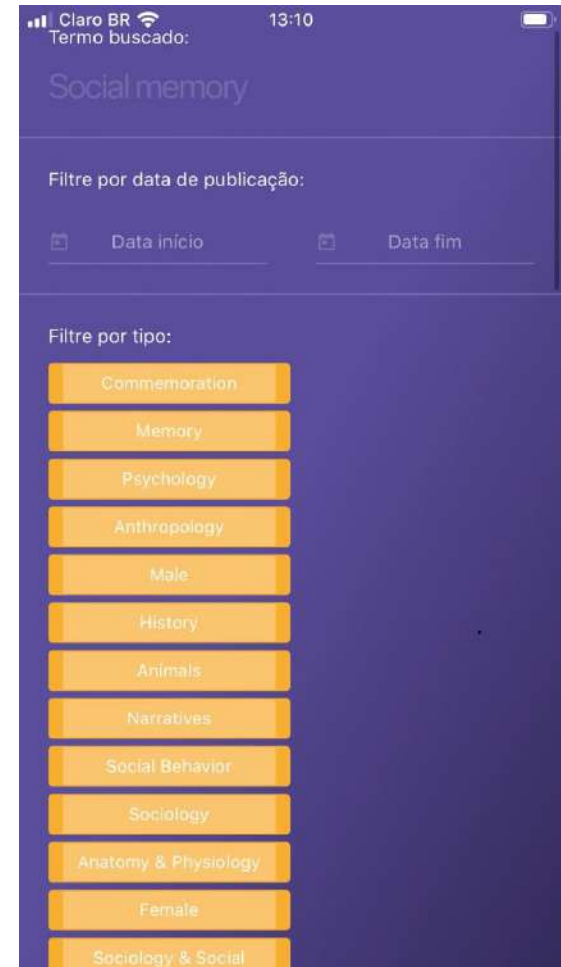 Claro BR 13:10
Termo buscado:
Social memory
Filtre por data de publicação:
Data início Data fim
Filtre por tipo:
Commemoration
Memory
Psychology
Anthropology
Male
History
Animals
Narratives
Social Behavior
Sociology
Anatomy & Physiology
Female
Sociology & Social